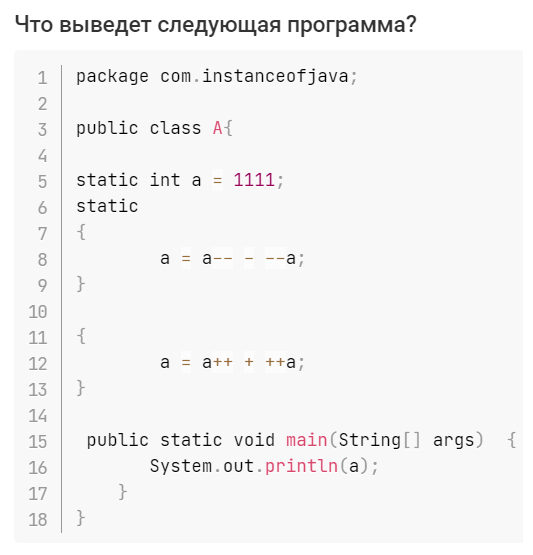 Что выведет следующая программа?
1 package com.instanceofjava;
2
3 public class A{
4
5 static int a = 1111;
6 static
7 {
8         a = a-- - --a;
9 }
10
11 {
12         a = a++ + ++a;
13 }
14
15  public static void main(String[] args)  {
16        System.out.println(a);
17     }
18 }